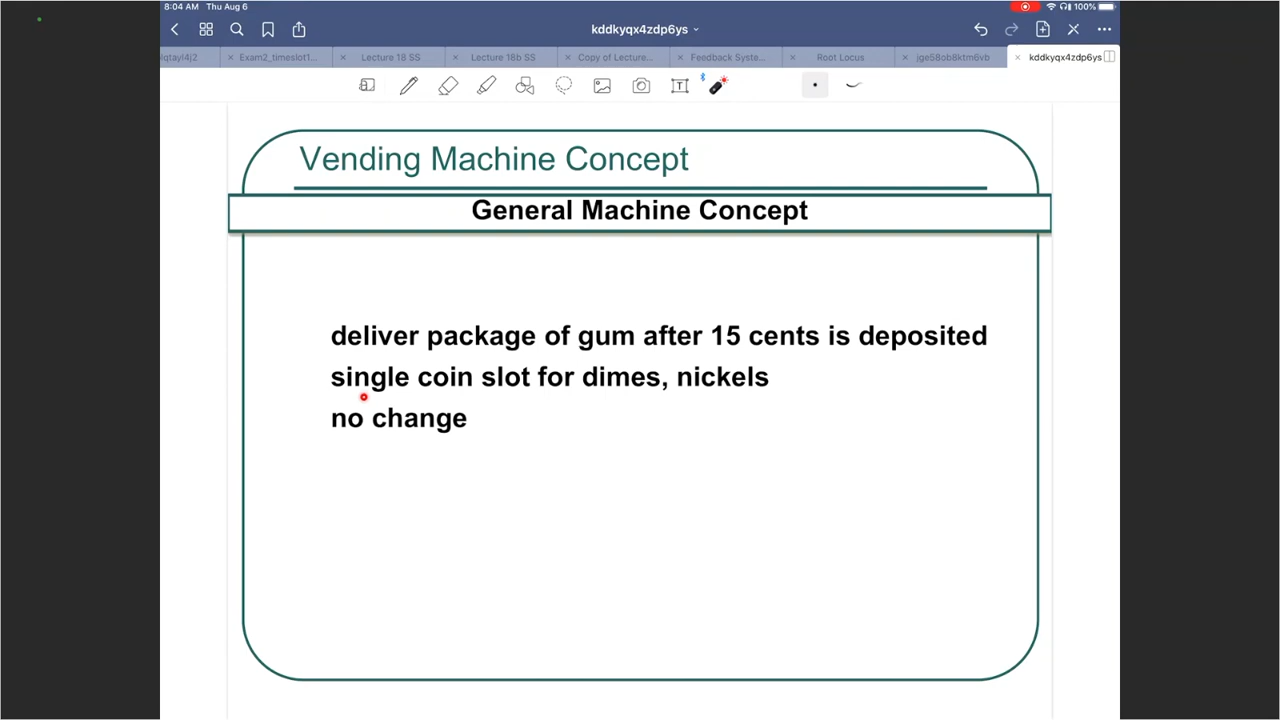 8:04 AM Thu Aug 6
100%
kddkyqx4zdp6ys
lqtayl4j2
Exam2_timeslot1...
Lecture 18 SS
Lecture 18b SS
Copy of Lecture...
Feedback Syste...
Root Locus
jge58ob8ktm6vb
kddkyqx4zdp6ys
T
Vending Machine Concept
General Machine Concept
deliver package of gum after 15 cents is deposited
single coin slot for dimes, nickels
no change